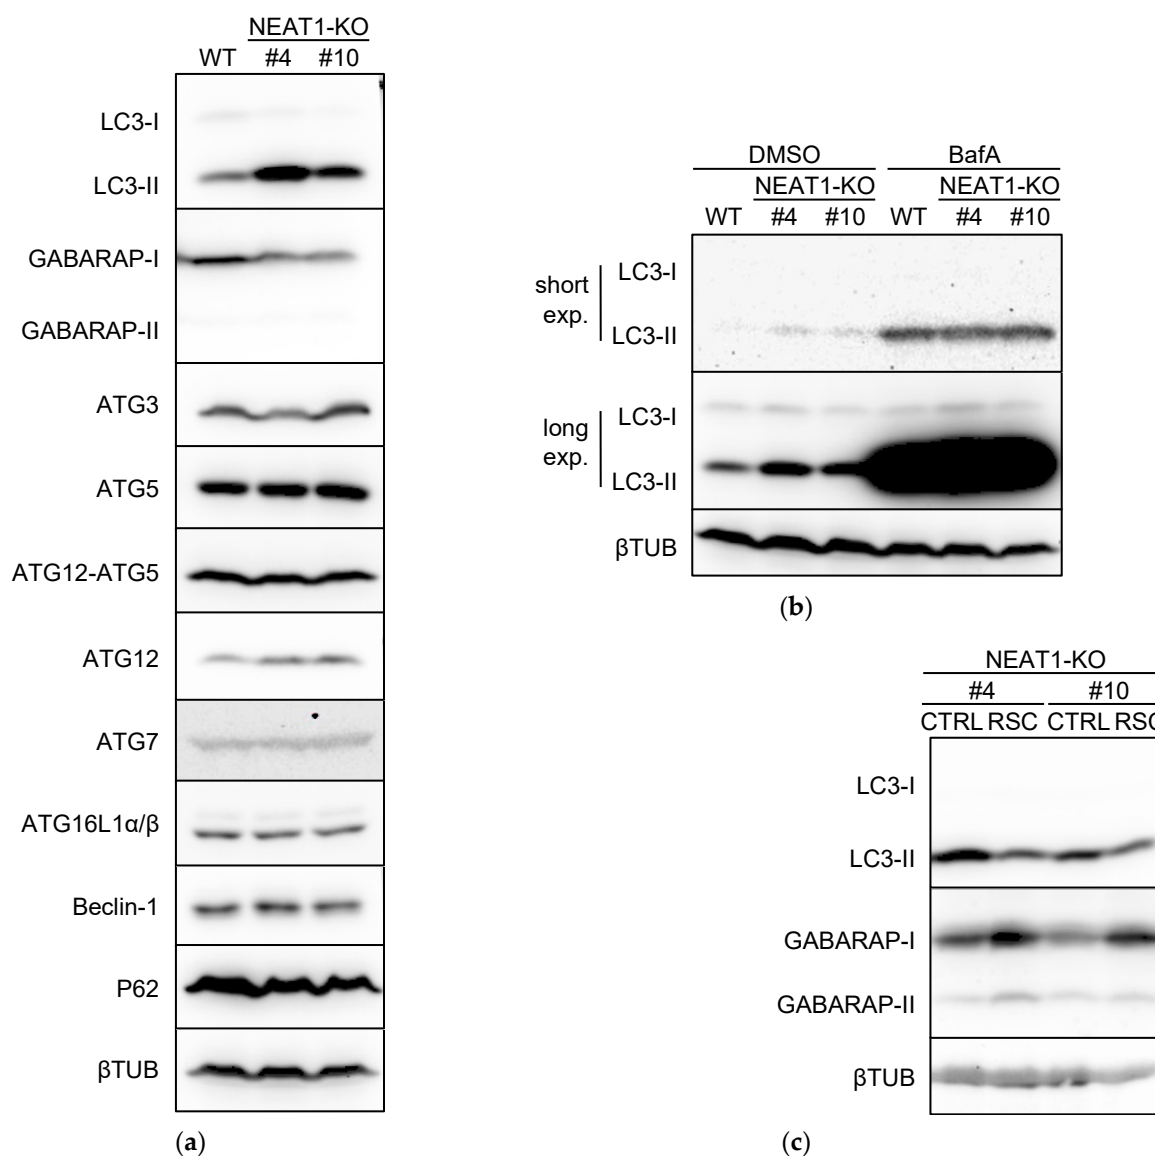 NEAT1-KO
WT #4 #10
LC3-I
LC3-II
GABARAP-I
GABARAP-II
ATG3
ATG5
ATG12-ATG5
ATG12
ATG7
ATG16L1α/β
Beclin-1
P62
βTUB
(a)
DMSO BafA
NEAT1-KO NEAT1-KO
WT #4 #10 WT #4 #10
short exp.
LC3-I
LC3-II
long exp.
LC3-I
LC3-II
βTUB
(b)
NEAT1-KO
#4 #10
CTRL RSC CTRL RSC
LC3-I
LC3-II
GABARAP-I
GABARAP-II
βTUB
(c)